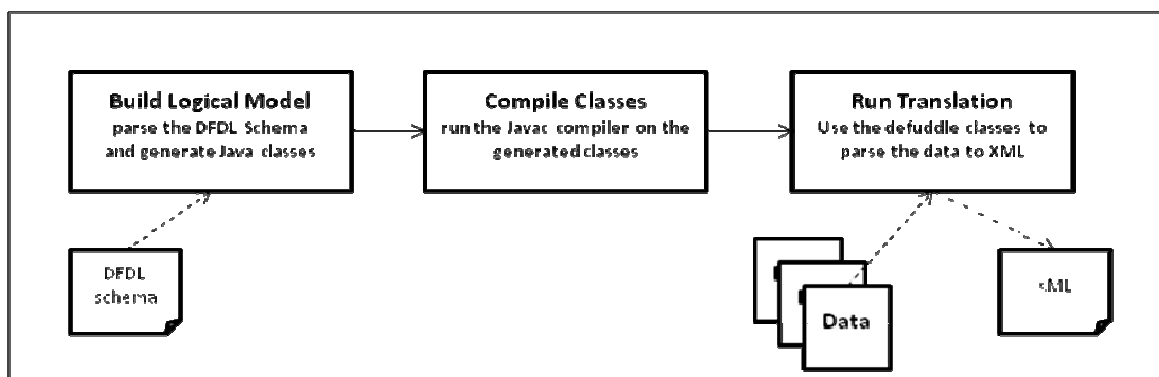 Build Logical Model
parse the DFDL Schema
and generate Java classes
Compile Classes
run the Javac compiler on the
generated classes
Run Translation
Use the defuddle classes to
parse the data to XML
DFDL
schema
Data